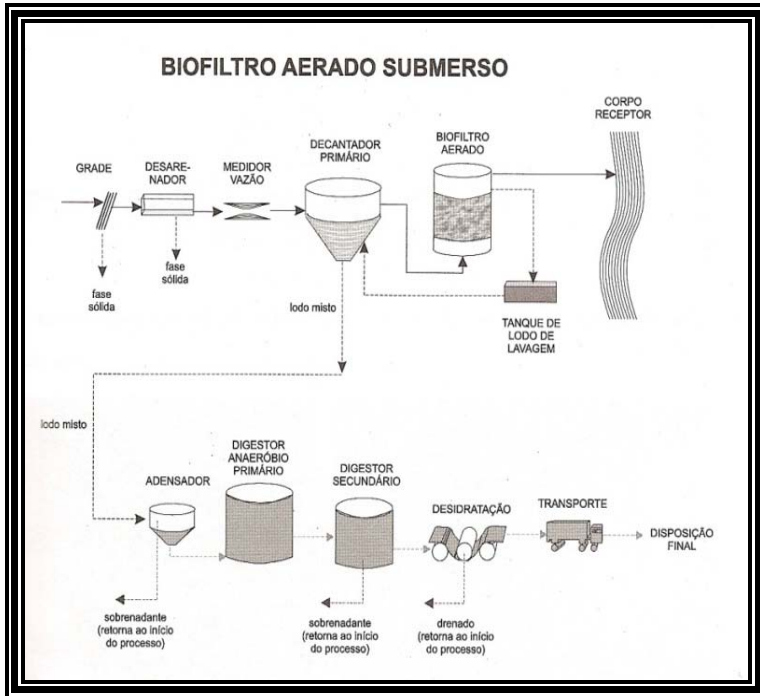 BIOFILTRO AERADO SUBMERSO
CORPO
RECEPTOR
BIOFILTRO
AERADO
DECANTADOR
PRIMÁRIO
GRADE
DESARE-
NADOR
MEDIDOR
VAZÃO
fase
sólida
fase
sólida
lodo misto
TANQUE DE
LODO DE
LAVAGEM
lodo misto
ADENSADOR
DIGESTOR
ANAERÓBIO
PRIMÁRIO
DIGESTOR
SECUNDÁRIO
DESIDRATAÇÃO
TRANSPORTE
DISPOSIÇÃO
FINAL
sobrenadante
(retorna ao início
do processo)
sobrenadante
(retorna ao início
do processo)
drenado
(retorna ao início
do processo)